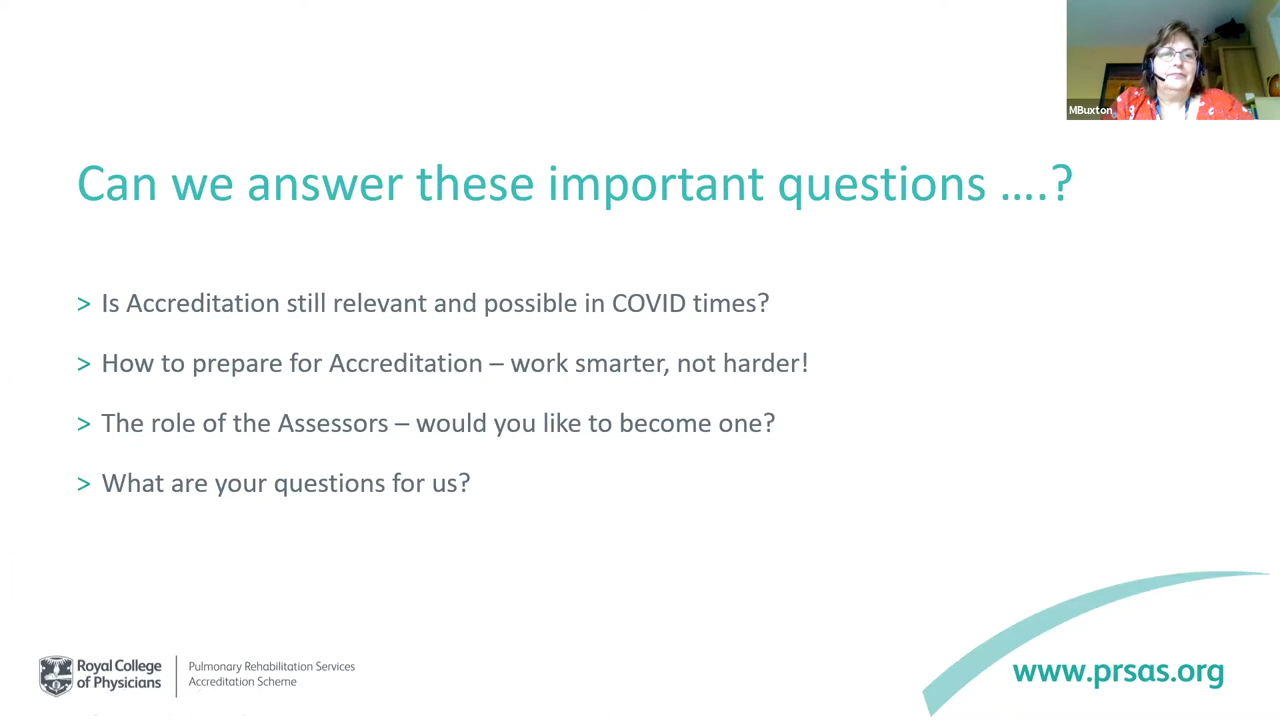 MBuxton
Can we answer these important questions ....?
> Is Accreditation still relevant and possible in COVID times?
> How to prepare for Accreditation – work smarter, not harder!
> The role of the Assessors – would you like to become one?
> What are your questions for us?
Royal College
of Physicians
Pulmonary Rehabilitation Services
Accreditation Scheme
www.prsas.org